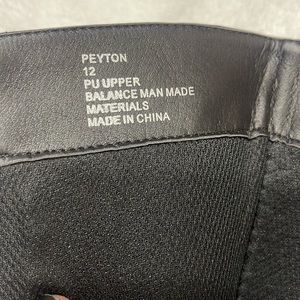 PEYTON
12
PU UPPER
BALANCE MAN MADE
MATERIALS
MADE IN CHINA